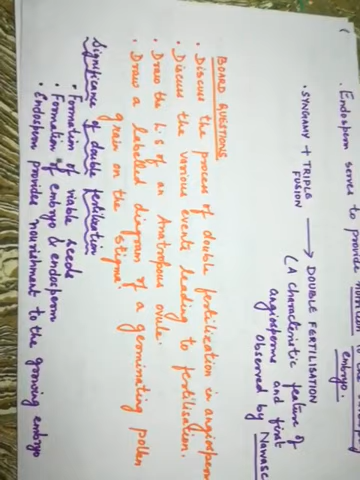 . Endosperm serves to provide nutrition to the developing
embryo.
. SYNGAMY + TRIPLE FUSION → DOUBLE FERTILISATION
(A characteristic feature of
angiosperms and first
observed by Nawasc
BOARD QUESTIONS
. Discuss the process of double fertilization in angiosperm
. Discuss the various events leading to fertilisation.
. Draw the L.S of an Anatropous ovule.
. Draw a labelled diagram of a germinating pollen
grain on the stigma.
Significance of double fertilization
. Formation of viable seeds
. Formation of embryo & endosperm
. Endosperm provides nourishment to the growing embryo